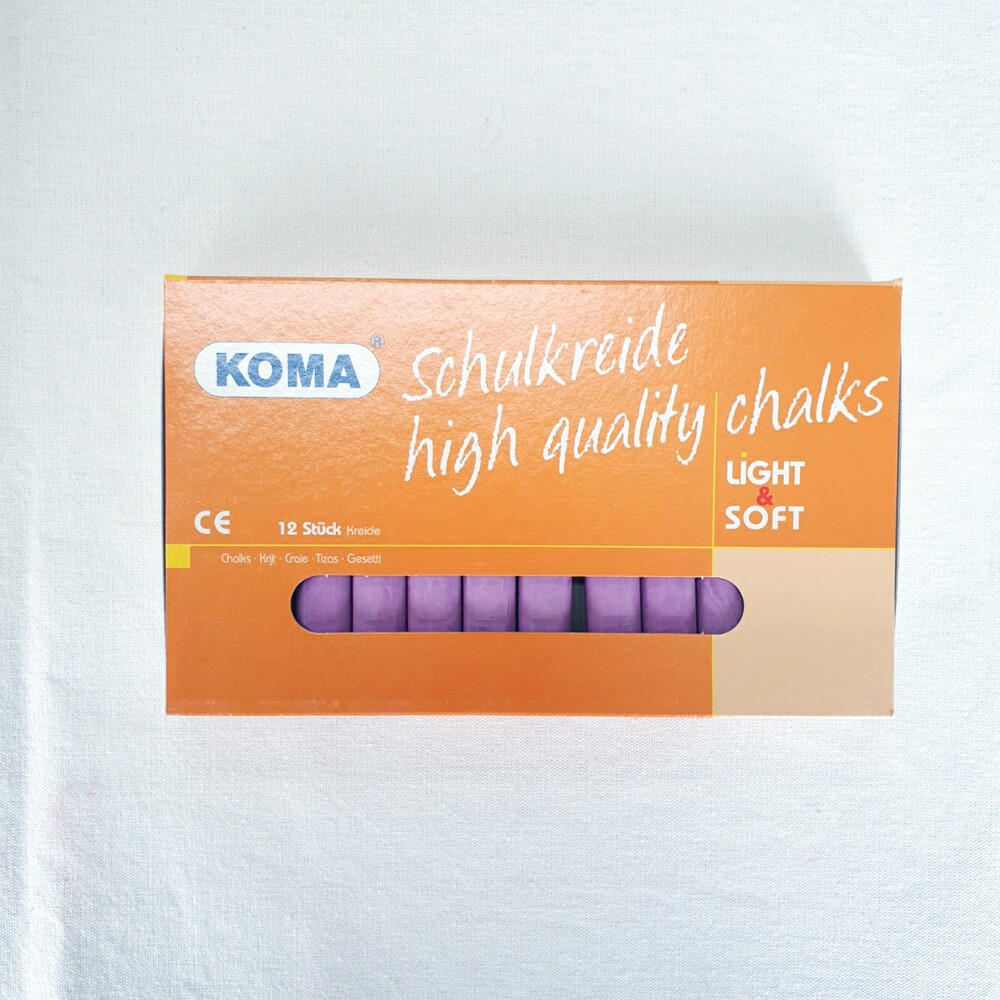 KOMA®
Schulkreide
high quality chalks
LiGHT
&
SOFT
CE
12 Stück Kreide
Chalks · Krijt · Craie · Tizas · Gesetti